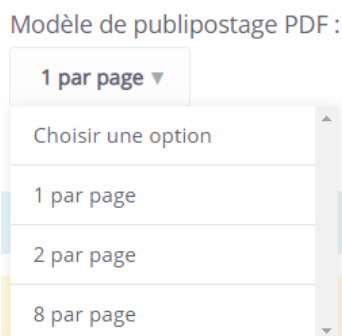 Modèle de publipostage PDF :
1 par page ▼
Choisir une option
1 par page
2 par page
8 par page